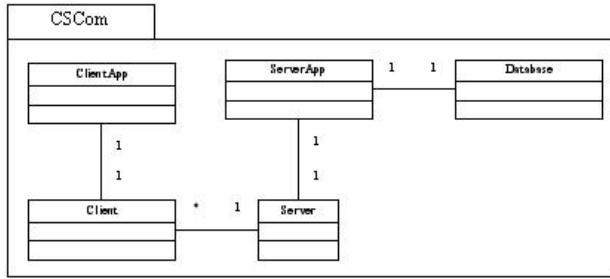 CSCom
ClientApp
ServerApp
1 1
Database
1
1
1
1
Client
* 1
Server